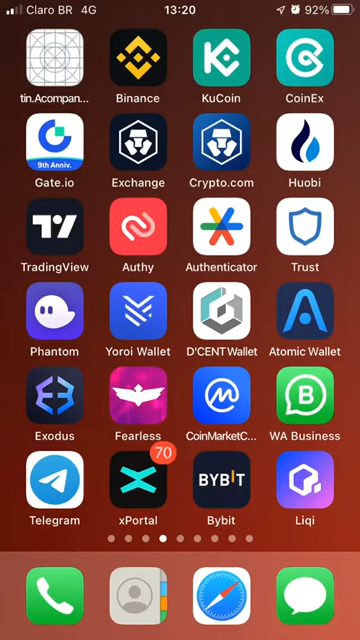 Claro BR 4G 13:20 92%
tin.Acompan... Binance KuCoin CoinEx
9th Anniv.
Gate.io Exchange Crypto.com Huobi
TradingView Authy Authenticator Trust
Phantom Yoroi Wallet D'CENT Wallet Atomic Wallet
Exodus Fearless CoinMarketC... WA Business
70
BYBIT
Telegram xPortal Bybit Liqi